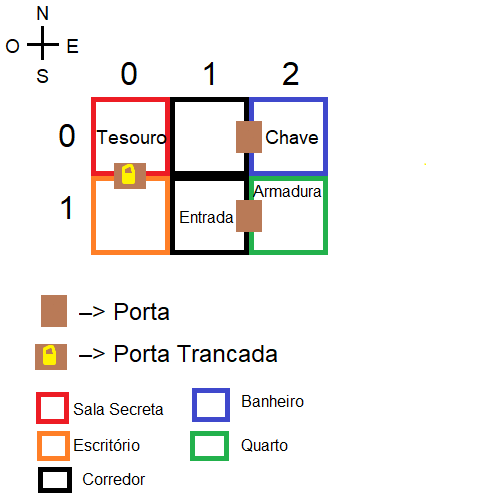 N
O E
S
0 1 2
0 Tesouro Chave
Armadura
1 Entrada
–> Porta
–> Porta Trancada
Sala Secreta Banheiro
Escritório Quarto
Corredor